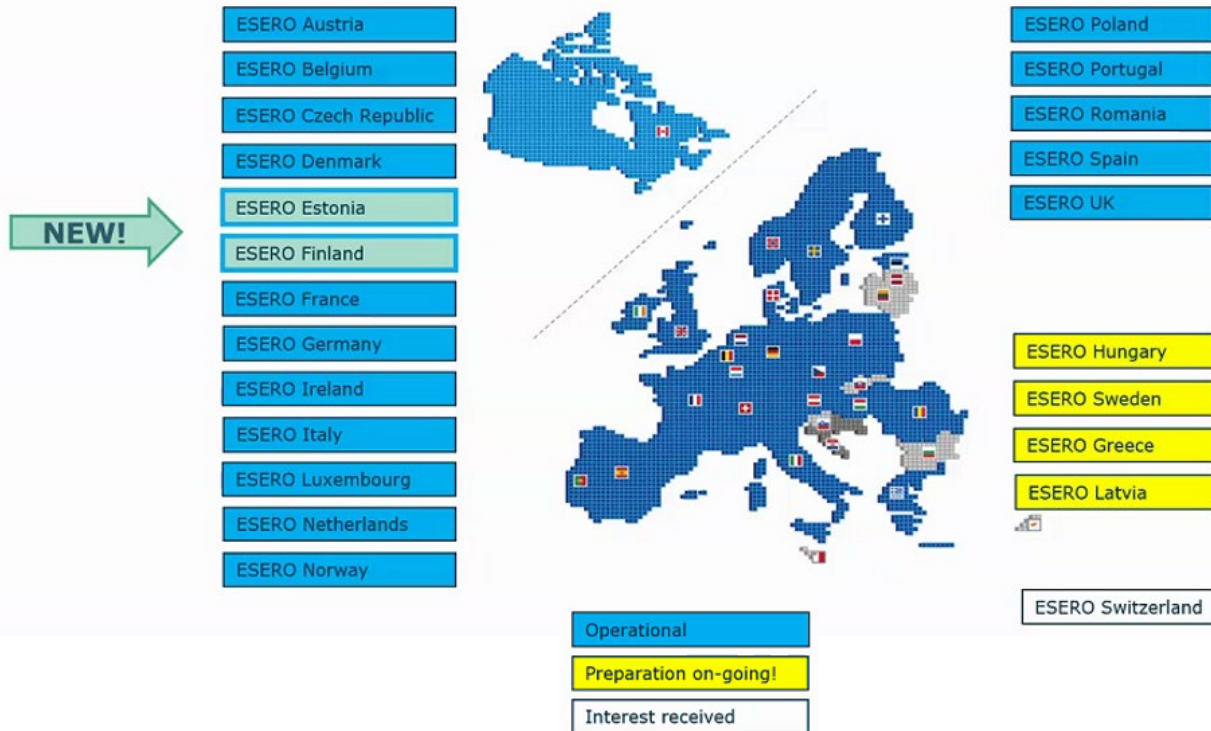 ESERO Austria
ESERO Belgium
ESERO Czech Republic
ESERO Denmark
ESERO Estonia
NEW!
ESERO Finland
ESERO France
ESERO Germany
ESERO Ireland
ESERO Italy
ESERO Luxembourg
ESERO Netherlands
ESERO Norway
ESERO Poland
ESERO Portugal
ESERO Romania
ESERO Spain
ESERO UK
ESERO Hungary
ESERO Sweden
ESERO Greece
ESERO Latvia
ESERO Switzerland
Operational
Preparation on-going!
Interest received